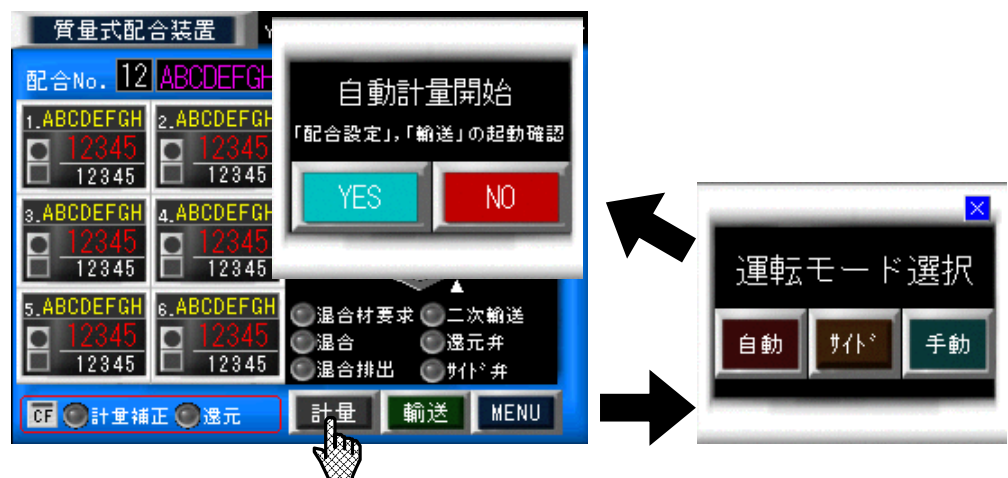 質量式配合装置
配合No. 12 ABCDEFGH
1.ABCDEFGH
12345
12345
2.ABCDEFGH
12345
12345
3.ABCDEFGH
12345
12345
4.ABCDEFGH
12345
12345
5.ABCDEFGH
12345
12345
6.ABCDEFGH
12345
12345
CF 計量補正 還元
自動計量開始
「配合設定」,「輸送」の起動確認
YES NO
混合材要求 二次輸送
混合 還元弁
混合排出 ｻｲﾄﾞ弁
計量 輸送 MENU
運転モード選択
自動 ｻｲﾄﾞ 手動